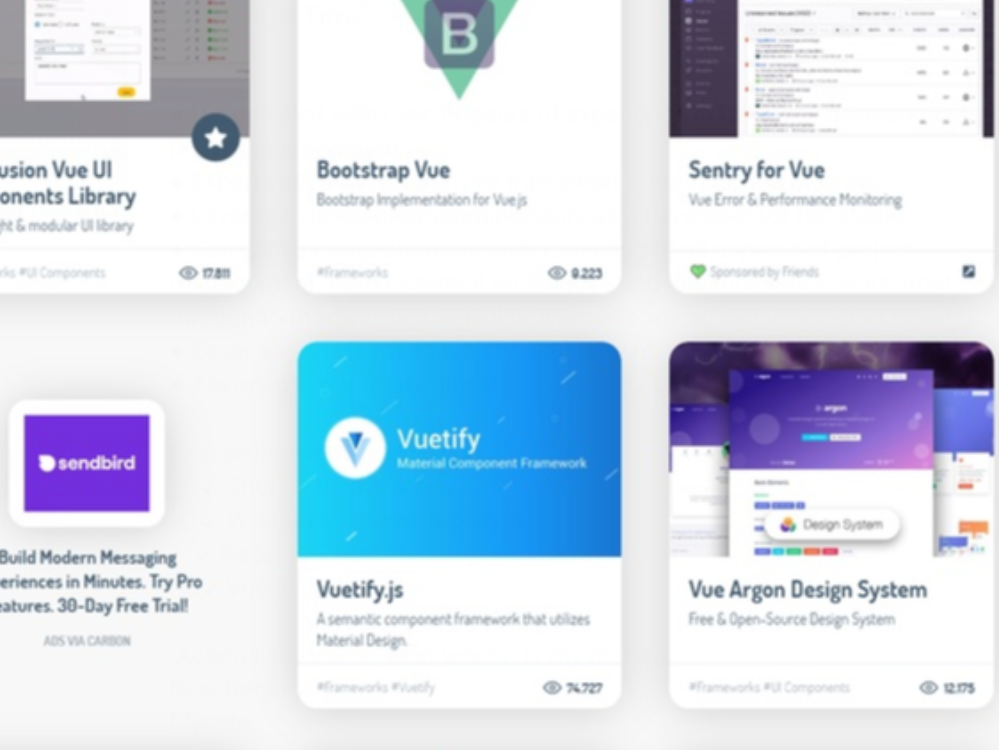 B
usion Vue UI
onents Library
ht & modular UI library
rks #UI Components
17.811
Bootstrap Vue
Bootstrap Implementation for Vue.js
#Frameworks
9.223
Sentry for Vue
Vue Error & Performance Monitoring
Sponsored by Friends
sendbird
Build Modern Messaging
eriences in Minutes. Try Pro
eatures. 30-Day Free Trial!
ADS VIA CARBON
Vuetify
Material Component Framework
Vuetify.js
A semantic component framework that utilizes
Material Design.
#Frameworks #Vuetify
74.727
argon
Design System
Vue Argon Design System
Free & Open-Source Design System
#Frameworks #UI Components
12.175